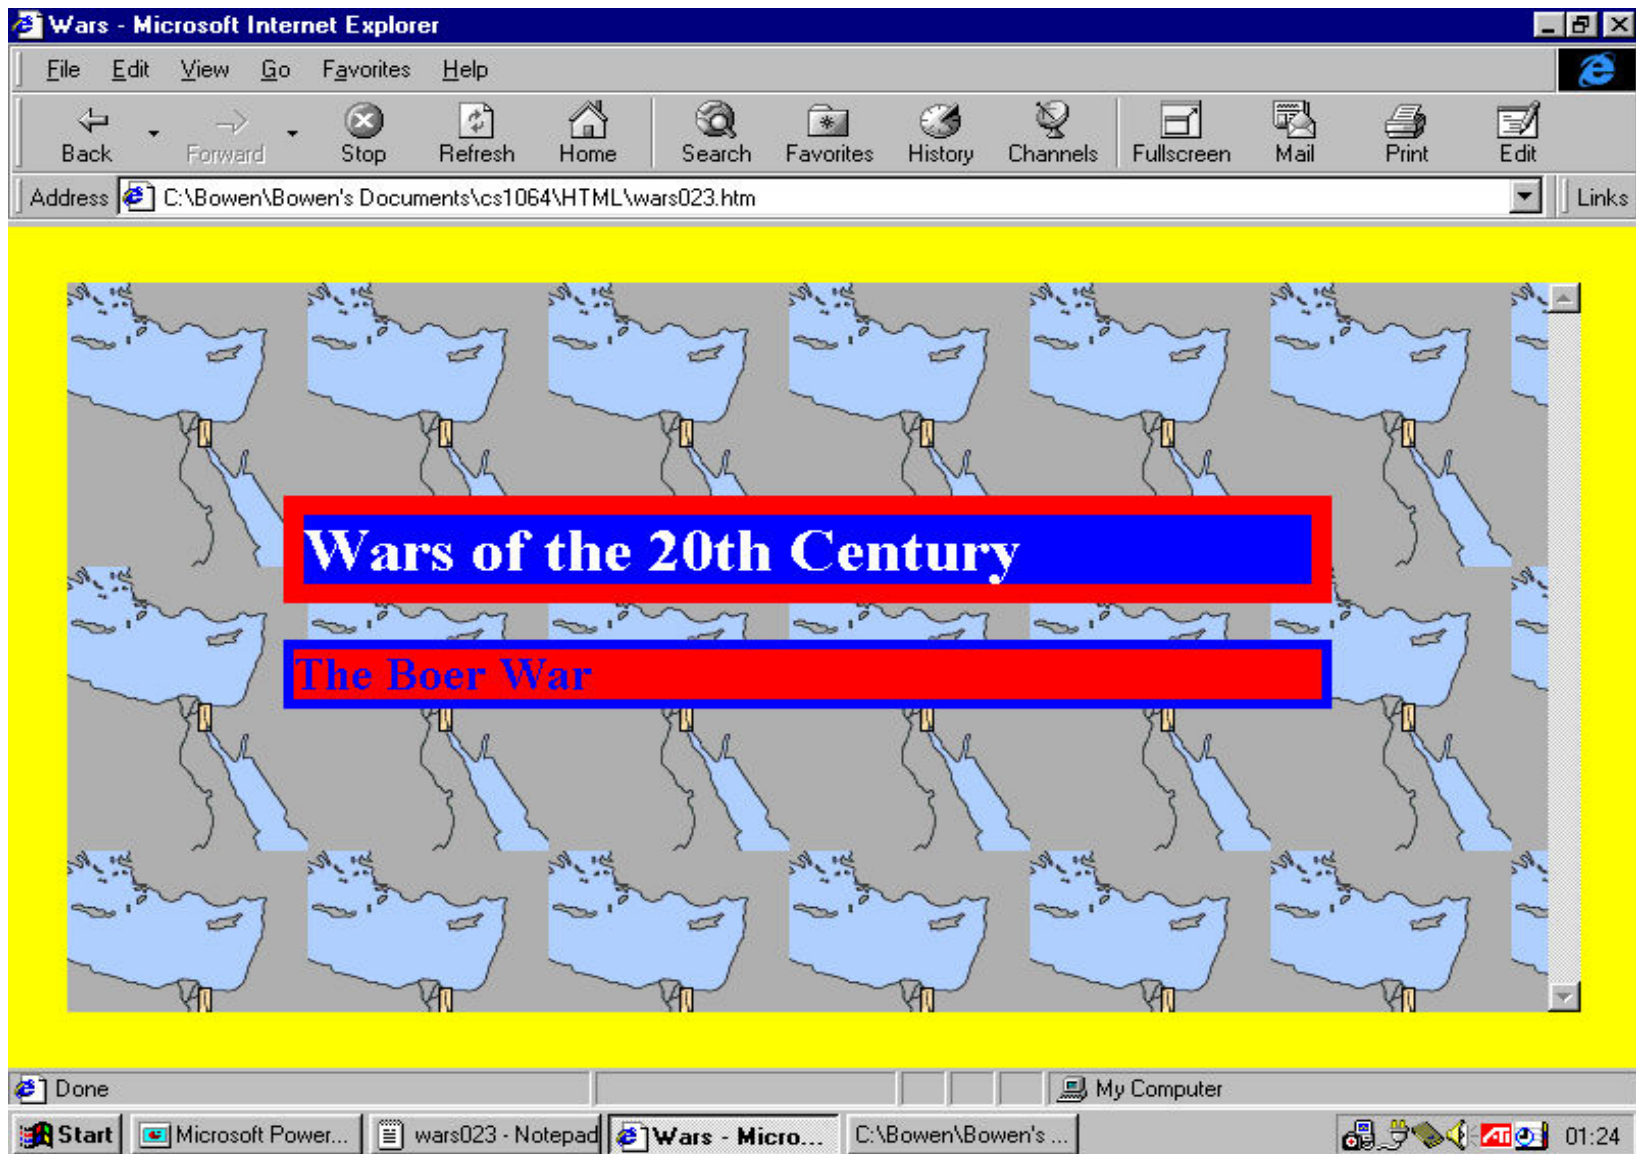 Wars - Microsoft Internet Explorer
File Edit View Go Favorites Help
Back Forward Stop Refresh Home Search Favorites History Channels Fullscreen Mail Print Edit
Address C:\Bowen\Bowen's Documents\cs1064\HTML\wars023.htm Links
Wars of the 20th Century
The Boer War
Done My Computer
Start Microsoft Power... wars023 - Notepad Wars - Micro... C:\Bowen\Bowen's ... ATI 01:24